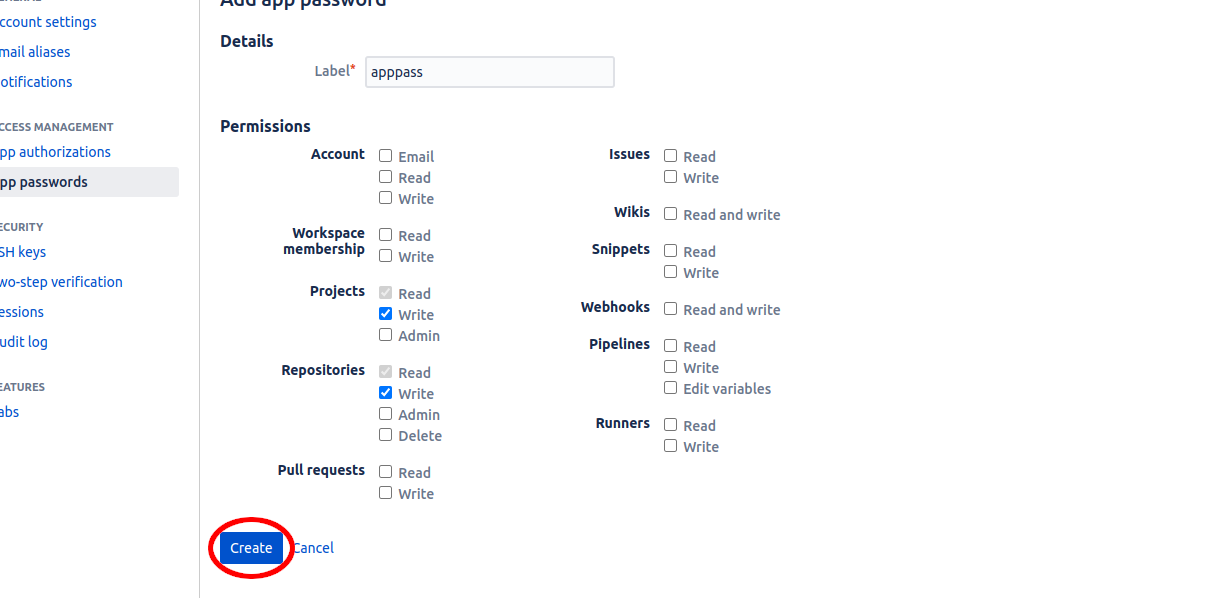 ccount settings
mail aliases
otifications
CCESS MANAGEMENT
pp authorizations
pp passwords
ECURITY
SH keys
wo-step verification
essions
udit log
EATURES
abs
Add app password
Details
Label*
apppass
Permissions
Account
Email
Read
Write
Workspace
membership
Read
Write
Projects
Read
Write
Admin
Repositories
Read
Write
Admin
Delete
Pull requests
Read
Write
Issues
Read
Write
Wikis
Read and write
Snippets
Read
Write
Webhooks
Read and write
Pipelines
Read
Write
Edit variables
Runners
Read
Write
Create
Cancel